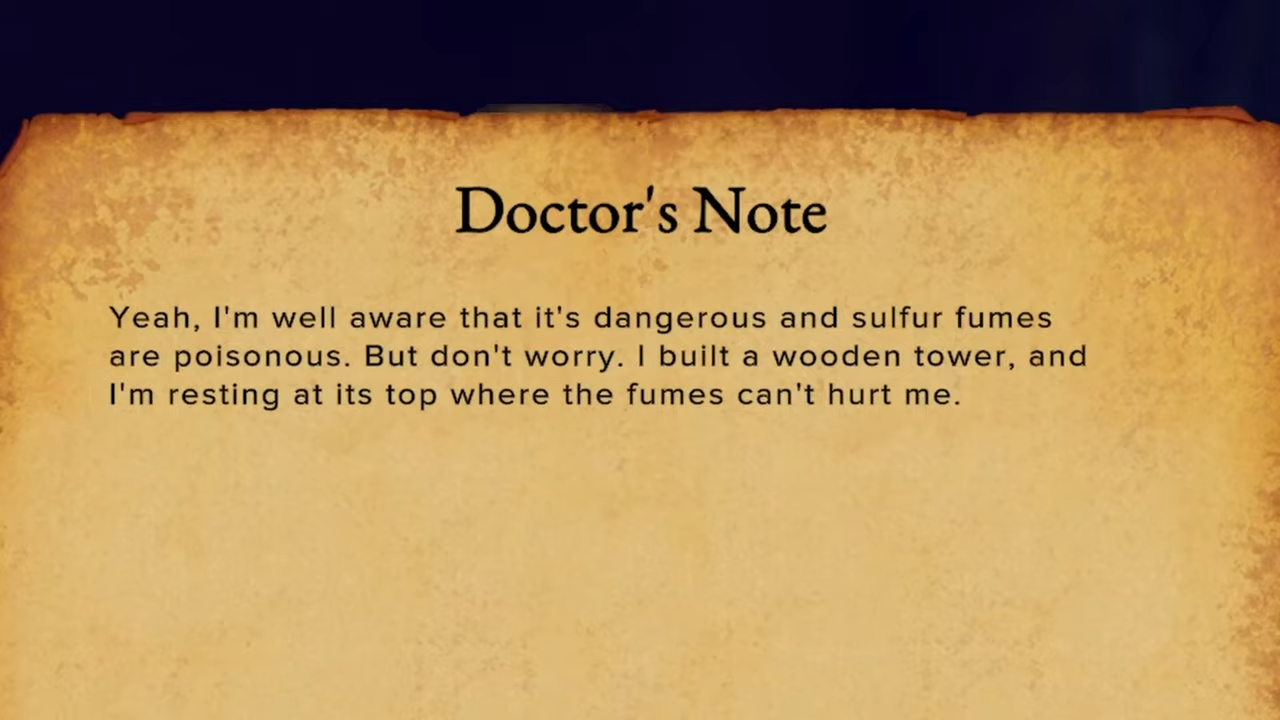 Doctor's Note
Yeah, I'm well aware that it's dangerous and sulfur fumes
are poisonous. But don't worry. I built a wooden tower, and
I'm resting at its top where the fumes can't hurt me.